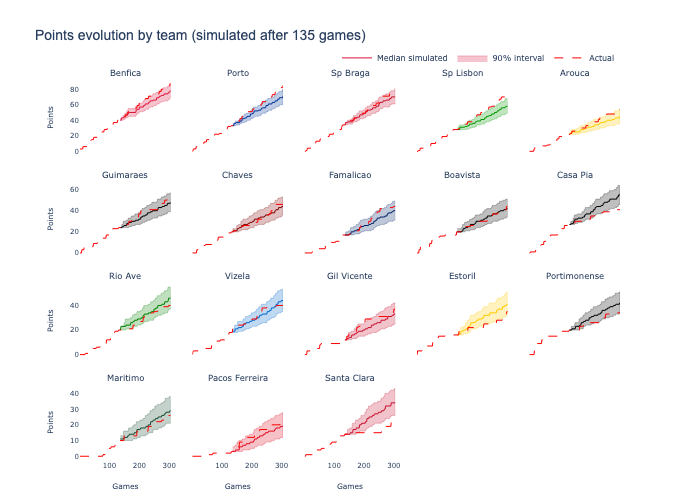 Points evolution by team (simulated after 135 games)
Median simulated 90% interval Actual
Benfica Porto Sp Braga Sp Lisbon Arouca
Points
80
60
40
20
0
Guimaraes Chaves Famalicao Boavista Casa Pia
Points
60
40
20
0
Rio Ave Vizela Gil Vicente Estoril Portimonense
Points
40
20
0
Maritimo Pacos Ferreira Santa Clara
Points
40
30
20
10
0
100 200 300 100 200 300 100 200 300
Games Games Games